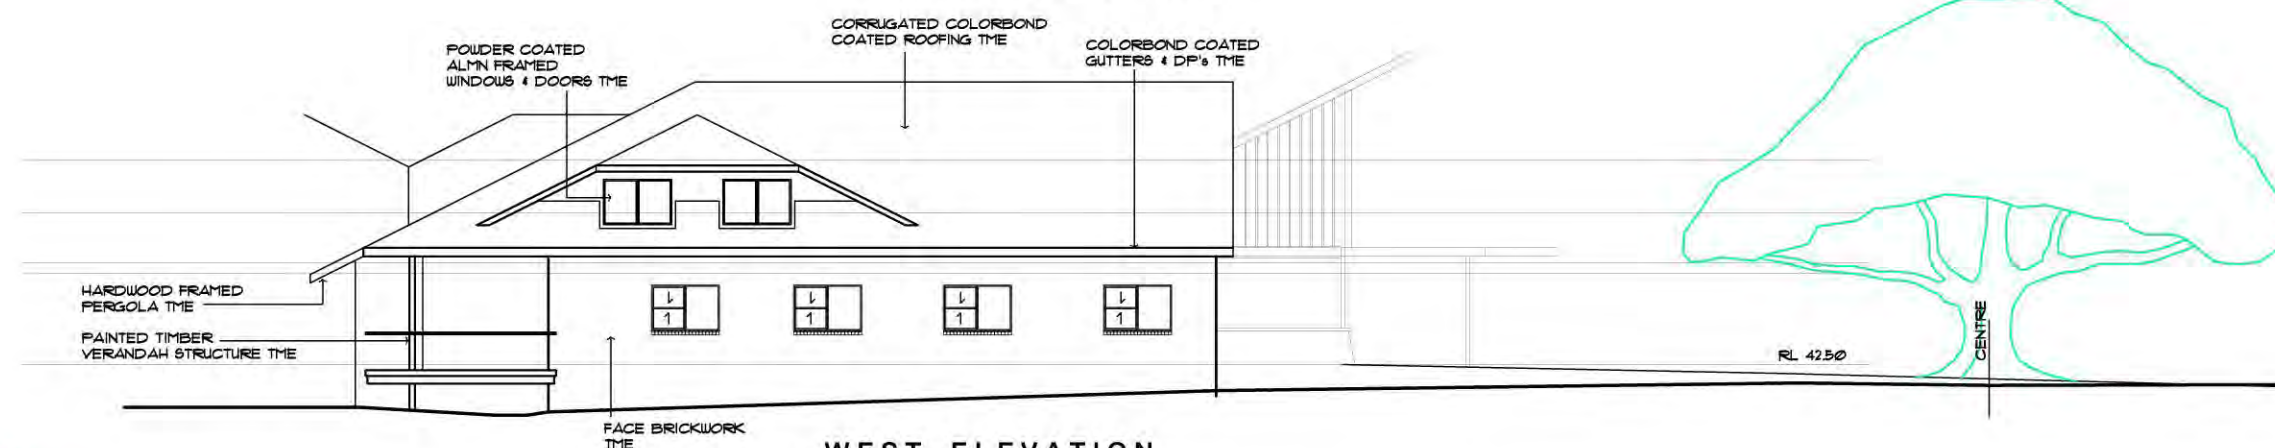 CORRUGATED COLORBOND
COATED ROOFING TME
POWDER COATED
ALMN FRAMED
WINDOWS & DOORS TME
COLORBOND COATED
GUTTERS & DP's TME
HARDWOOD FRAMED
PERGOLA TME
PAINTED TIMBER
VERANDAH STRUCTURE TME
RL 42.50
CENTRE
FACE BRICKWORK
TME
WEST ELEVATION